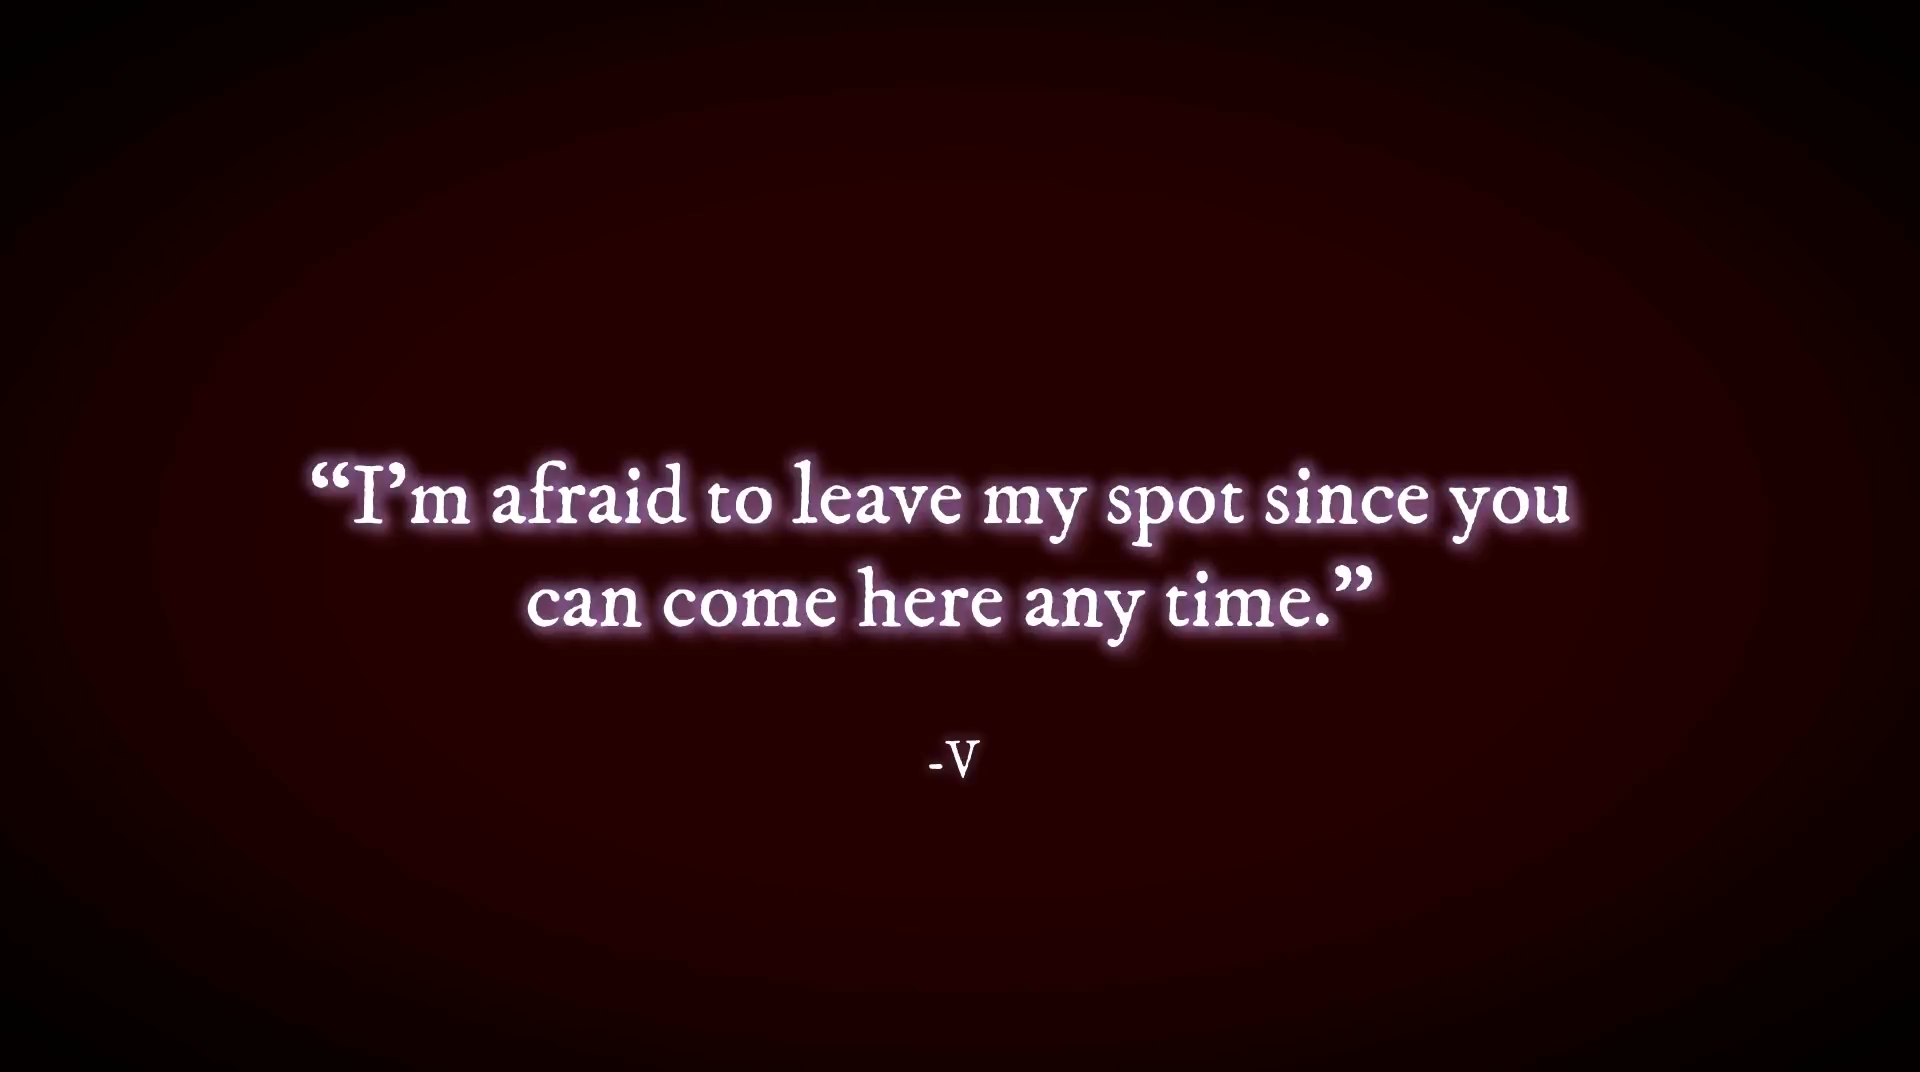 “I’m afraid to leave my spot since you
can come here any time.”
-V